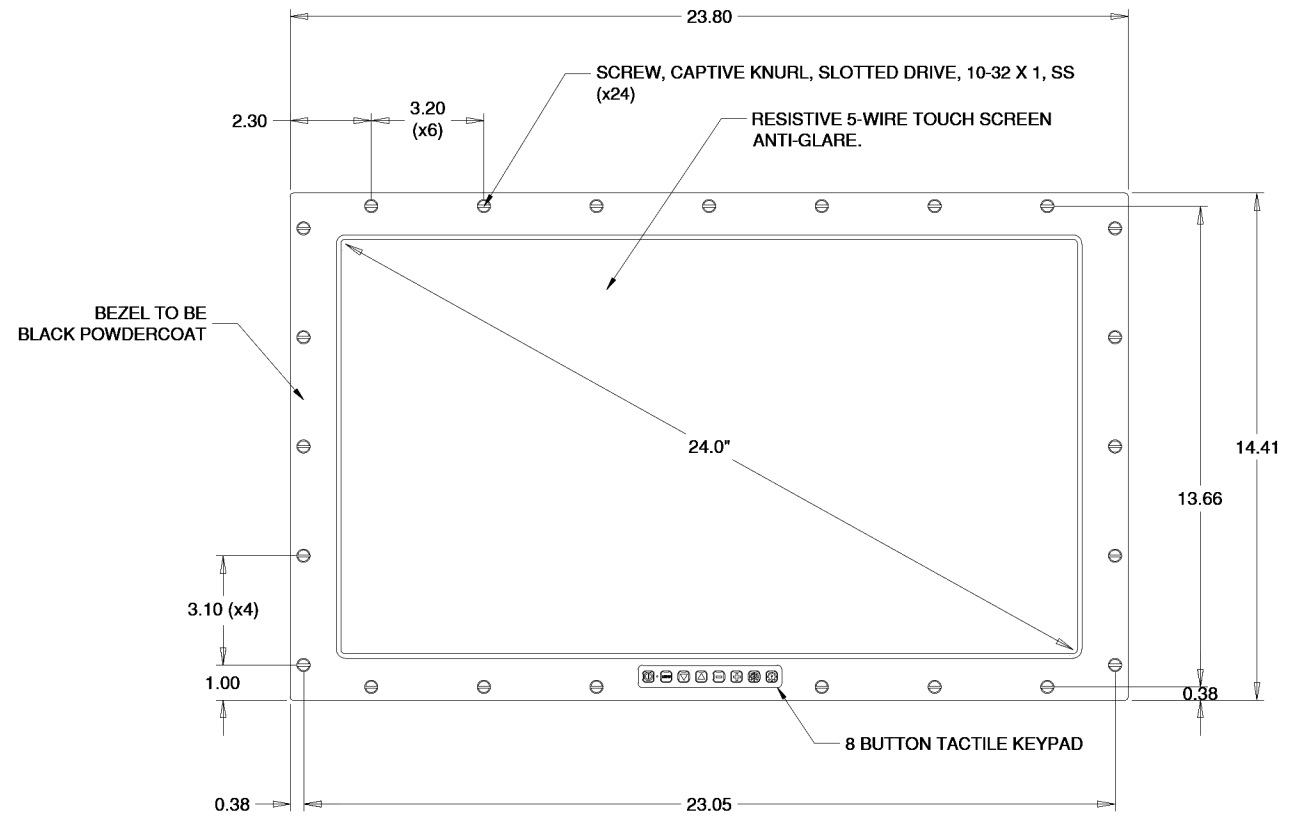 23.80
SCREW, CAPTIVE KNURL, SLOTTED DRIVE, 10-32 X 1, SS
(x24)
3.20
(x6)
2.30
RESISTIVE 5-WIRE TOUCH SCREEN
ANTI-GLARE.
BEZEL TO BE
BLACK POWDERCOAT
24.0"
14.41
13.66
3.10 (x4)
1.00
0.38
8 BUTTON TACTILE KEYPAD
0.38
23.05